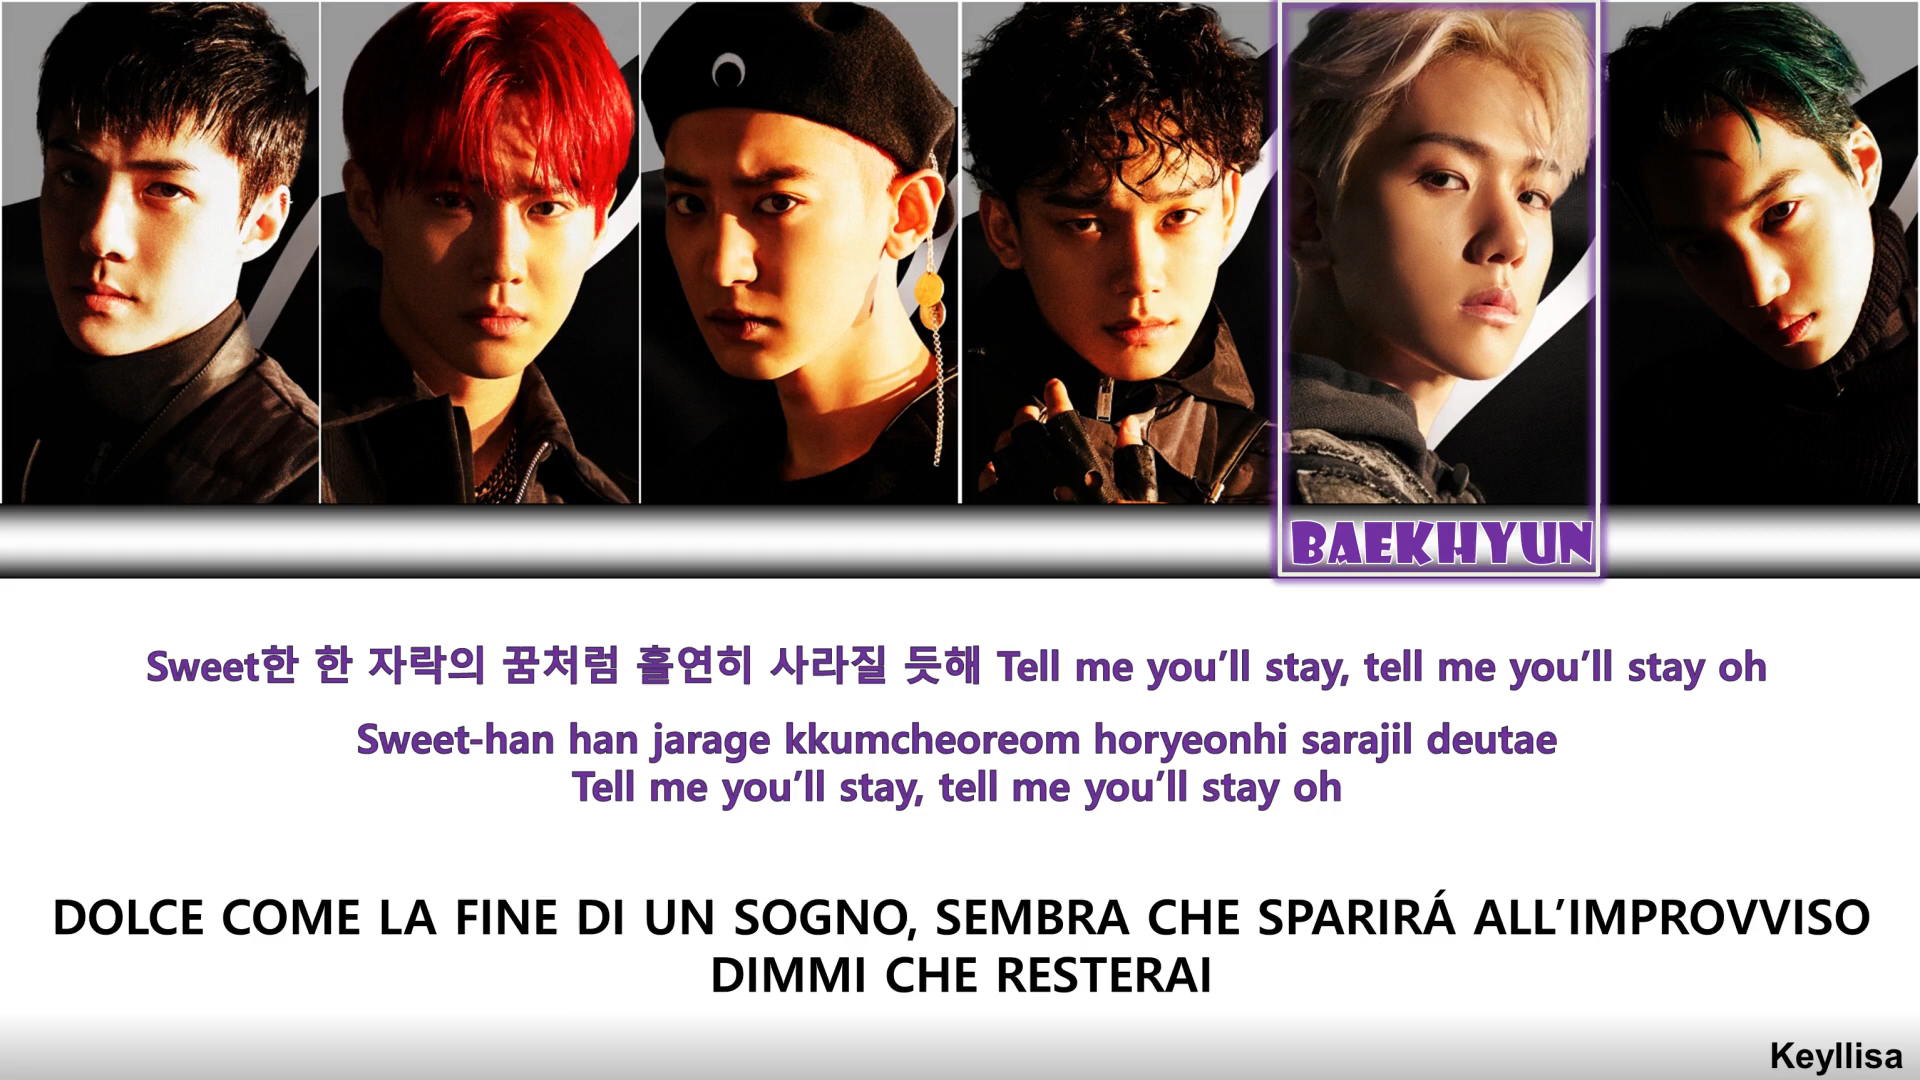 BAEKHYUN
Sweet한 한 자락의 꿈처럼 홀연히 사라질 듯해 Tell me you’ll stay, tell me you’ll stay oh
Sweet-han han jarage kkumcheoreom horyeonhi sarajil deutae
Tell me you’ll stay, tell me you’ll stay oh
DOLCE COME LA FINE DI UN SOGNO, SEMBRA CHE SPARIRÁ ALL’IMPROVVISO
DIMMI CHE RESTERAI
Keyllisa